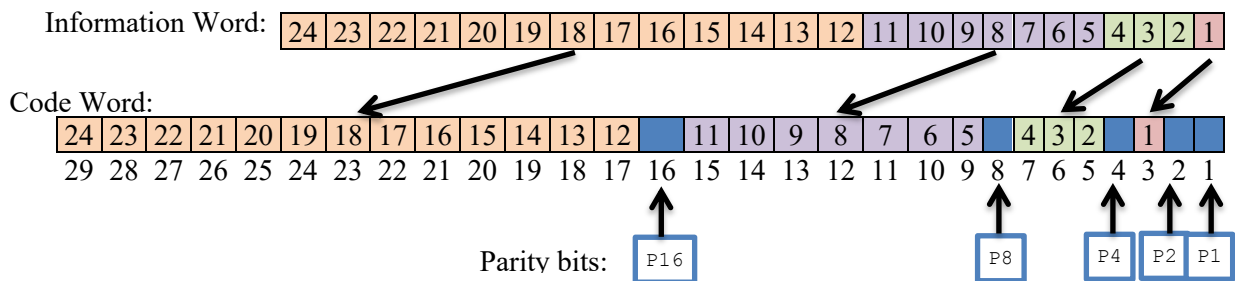 Information Word: 24 23 22 21 20 19 18 17 16 15 14 13 12 11 10 9 8 7 6 5 4 3 2 1
Code Word:
24 23 22 21 20 19 18 17 16 15 14 13 12 11 10 9 8 7 6 5 4 3 2 1
29 28 27 26 25 24 23 22 21 20 19 18 17 16 15 14 13 12 11 10 9 8 7 6 5 4 3 2 1
Parity bits: P16 P8 P4 P2 P1